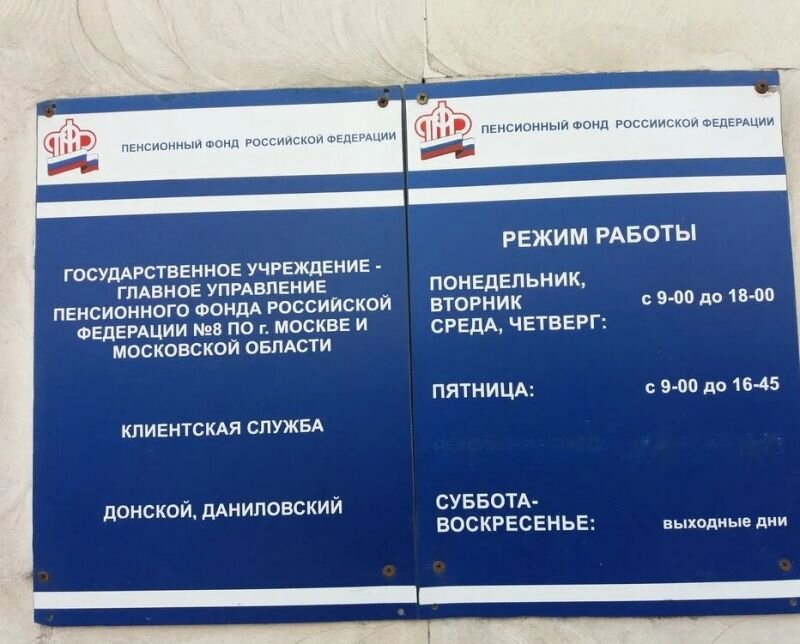 ПЕНСИОННЫЙ ФОНД РОССИЙСКОЙ ФЕДЕРАЦИИ
ГОСУДАРСТВЕННОЕ УЧРЕЖДЕНИЕ -
ГЛАВНОЕ УПРАВЛЕНИЕ
ПЕНСИОННОГО ФОНДА РОССИЙСКОЙ
ФЕДЕРАЦИИ №8 ПО г. МОСКВЕ И
МОСКОВСКОЙ ОБЛАСТИ
КЛИЕНТСКАЯ СЛУЖБА
ДОНСКОЙ, ДАНИЛОВСКИЙ
ПЕНСИОННЫЙ ФОНД РОССИЙСКОЙ ФЕДЕРАЦИИ
РЕЖИМ РАБОТЫ
ПОНЕДЕЛЬНИК,
ВТОРНИК с 9-00 до 18-00
СРЕДА, ЧЕТВЕРГ:
ПЯТНИЦА: с 9-00 до 16-45
СУББОТА-
ВОСКРЕСЕНЬЕ: выходные дни